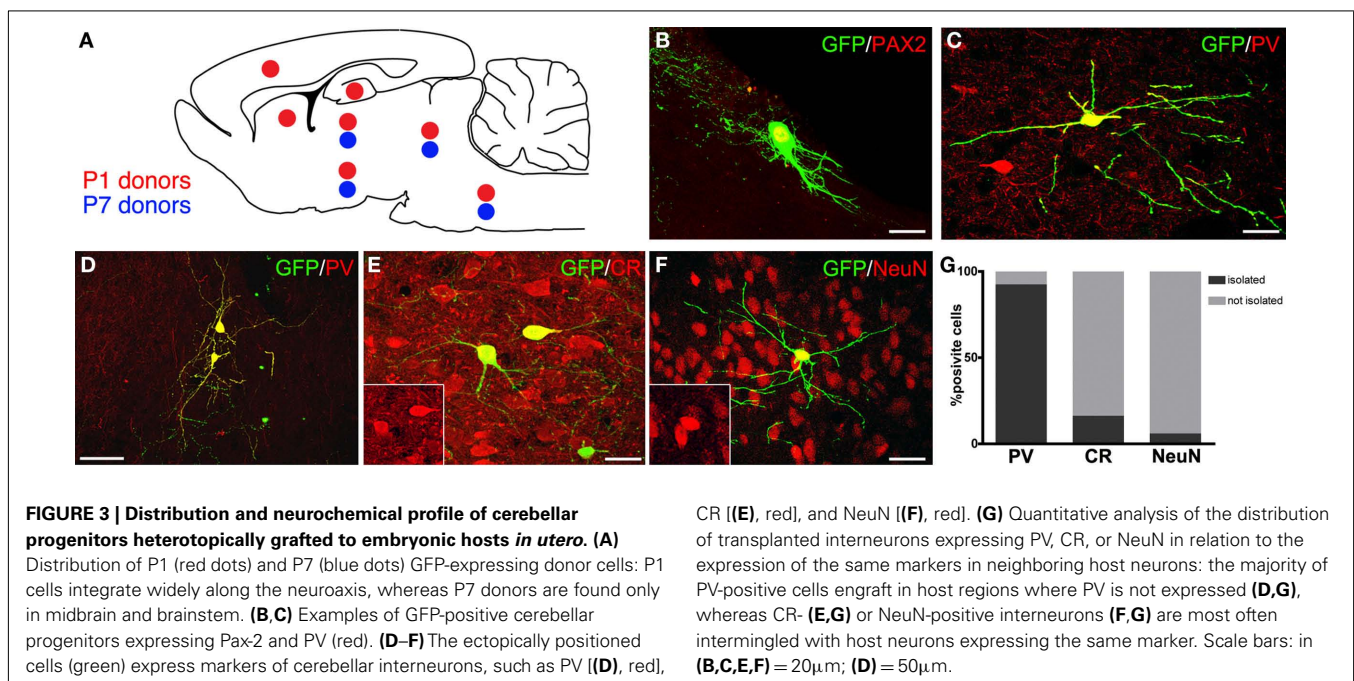 A
P1 donors
P7 donors
B
GFP/PAX2
C
GFP/PV
D
GFP/PV
E
GFP/CR
F
GFP/NeuN
G
100
50
0
%posivite cells
PV
CR
NeuN
isolated
not isolated
FIGURE 3 | Distribution and neurochemical profile of cerebellar
progenitors heterotopically grafted to embryonic hosts in utero. (A)
Distribution of P1 (red dots) and P7 (blue dots) GFP-expressing donor cells: P1
cells integrate widely along the neuroaxis, whereas P7 donors are found only
in midbrain and brainstem. (B,C) Examples of GFP-positive cerebellar
progenitors expressing Pax-2 and PV (red). (D–F) The ectopically positioned
cells (green) express markers of cerebellar interneurons, such as PV [(D), red],
CR [(E), red], and NeuN [(F), red]. (G) Quantitative analysis of the distribution
of transplanted interneurons expressing PV, CR, or NeuN in relation to the
expression of the same markers in neighboring host neurons: the majority of
PV-positive cells engraft in host regions where PV is not expressed (D,G),
whereas CR- (E,G) or NeuN-positive interneurons (F,G) are most often
intermingled with host neurons expressing the same marker. Scale bars: in
(B,C,E,F) = 20μm; (D) = 50μm.